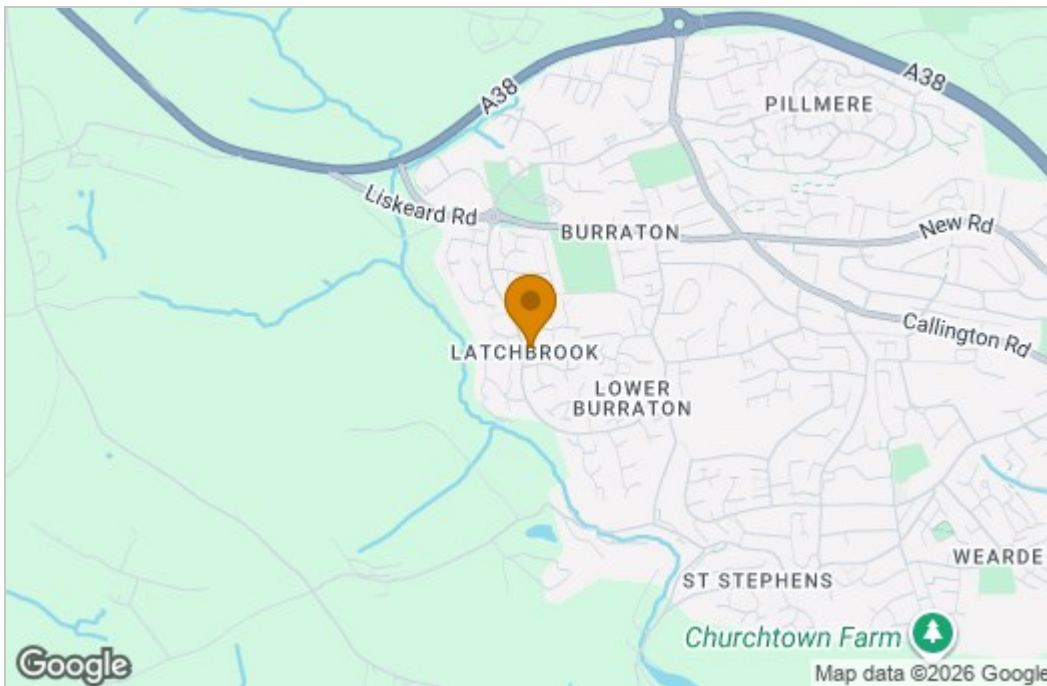 A38
A38
PILLMERE
Liskeard Rd
BURRATON
New Rd
LATCHBROOK
Callington Rd
LOWER
BURRATON
WEARDE
ST STEPHENS
Churchtown Farm
Google
Map data ©2026 Google